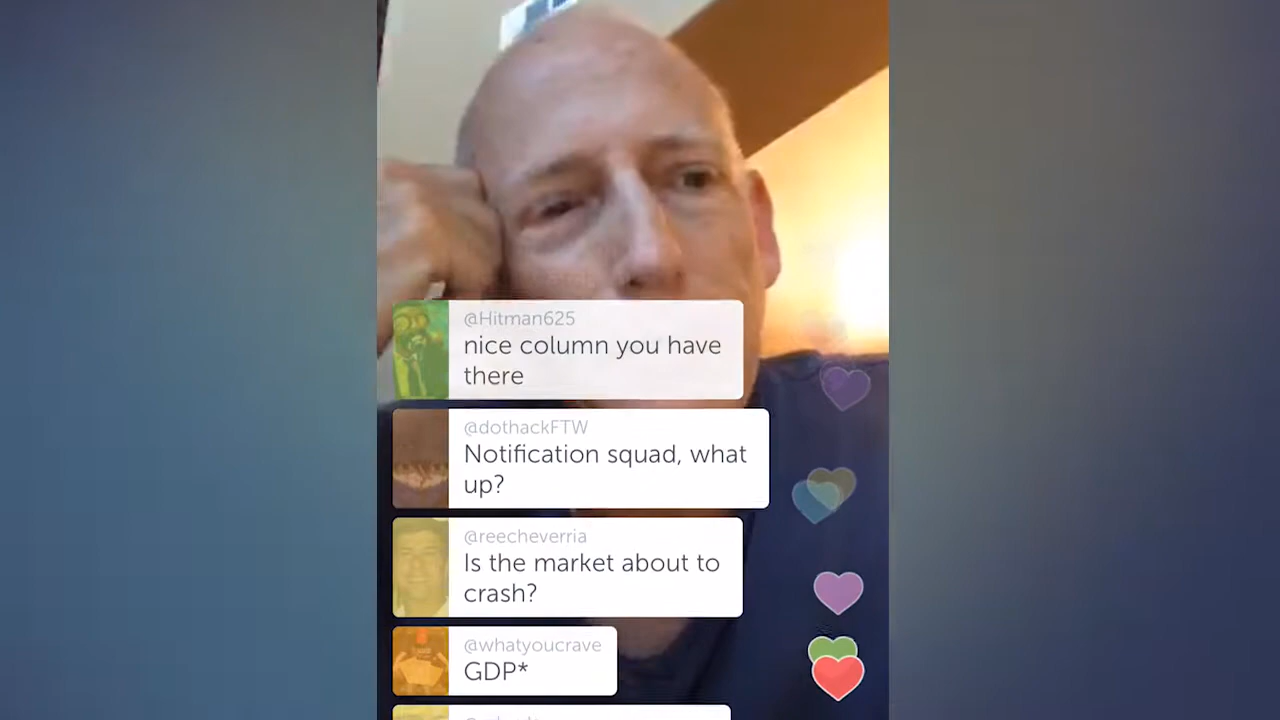 @Hitman625
nice column you have
there
@dothackFTW
Notification squad, what
up?
@reecheverria
Is the market about to
crash?
@whatyoucrave
GDP*